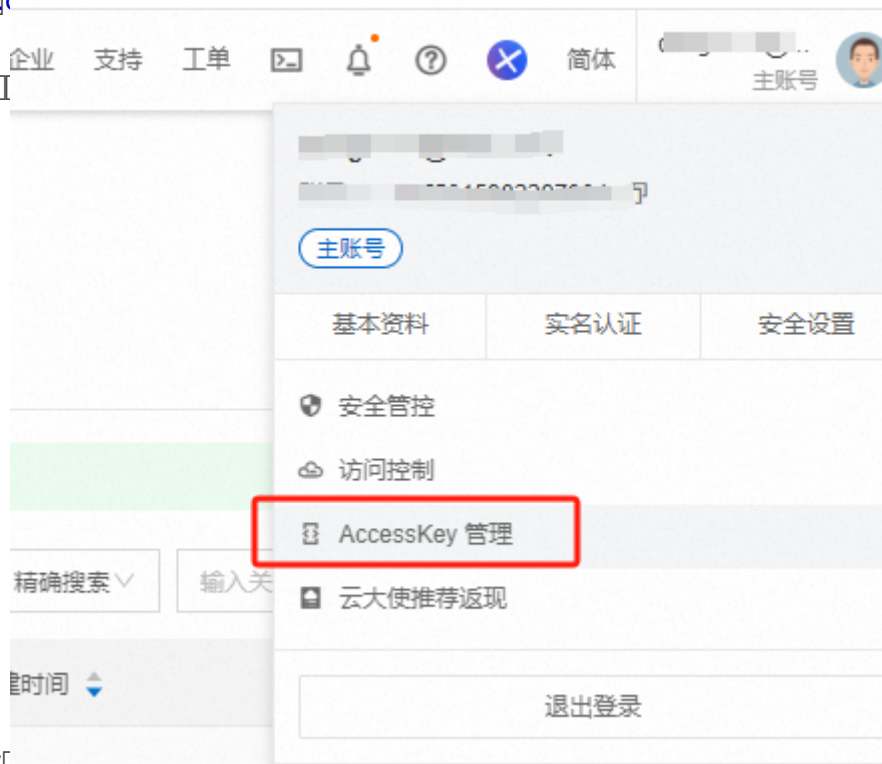 企业 支持 工单 简体
主账号
主账号
基本资料 实名认证 安全设置
安全管控
访问控制
AccessKey 管理
精确搜索 输入关
云大使推荐返现
建时间
退出登录